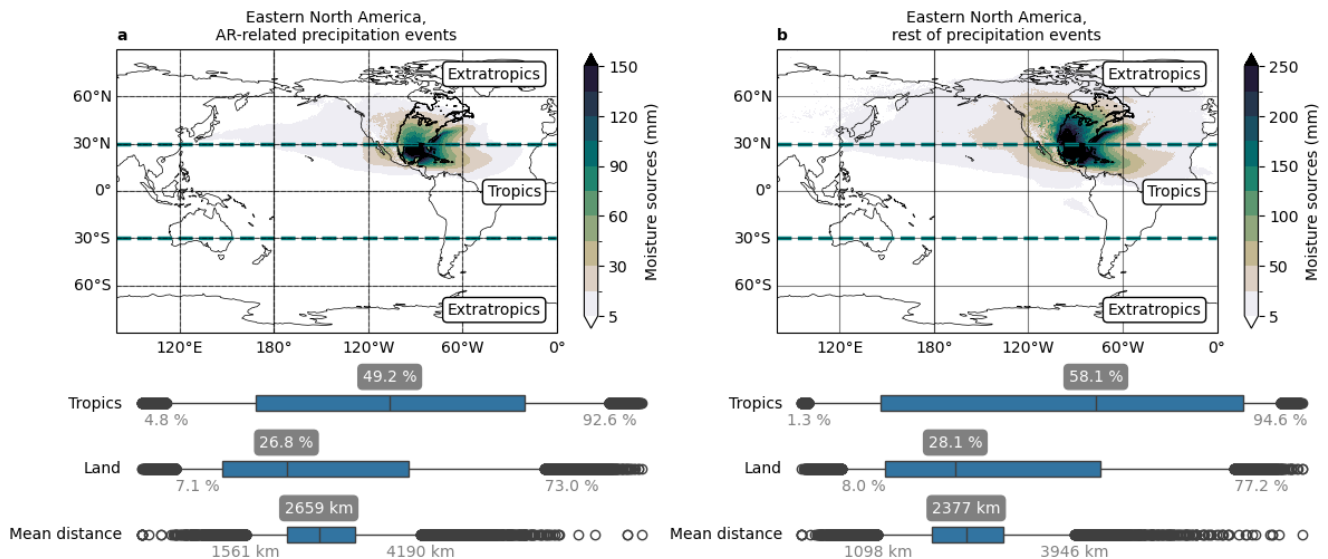 Eastern North America,
a AR-related precipitation events
Extratropics
60°N
30°N
0°
Tropics
30°S
60°S
Extratropics
120°E 180° 120°W 60°W 0°
150
120
90
60
30
5
Moisture sources (mm)
Tropics
49.2 %
4.8 % 92.6 %
Land
26.8 %
7.1 % 73.0 %
Mean distance
2659 km
1561 km 4190 km
Eastern North America,
b rest of precipitation events
Extratropics
60°N
30°N
0°
Tropics
30°S
60°S
Extratropics
120°E 180° 120°W 60°W 0°
250
200
150
100
50
5
Moisture sources (mm)
Tropics
58.1 %
1.3 % 94.6 %
Land
28.1 %
8.0 % 77.2 %
Mean distance
2377 km
1098 km 3946 km